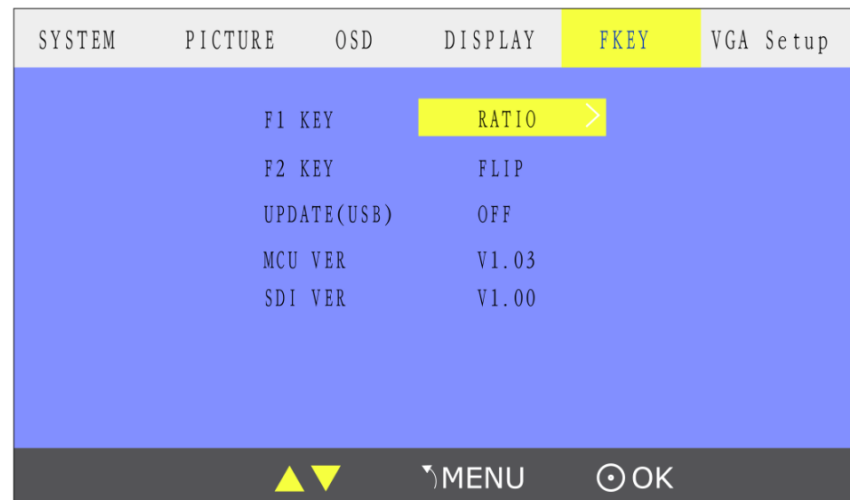 SYSTEM PICTURE OSD DISPLAY FKEY VGA Setup
F1 KEY RATIO
F2 KEY FLIP
UPDATE(USB) OFF
MCU VER V1.03
SDI VER V1.00
MENU OK